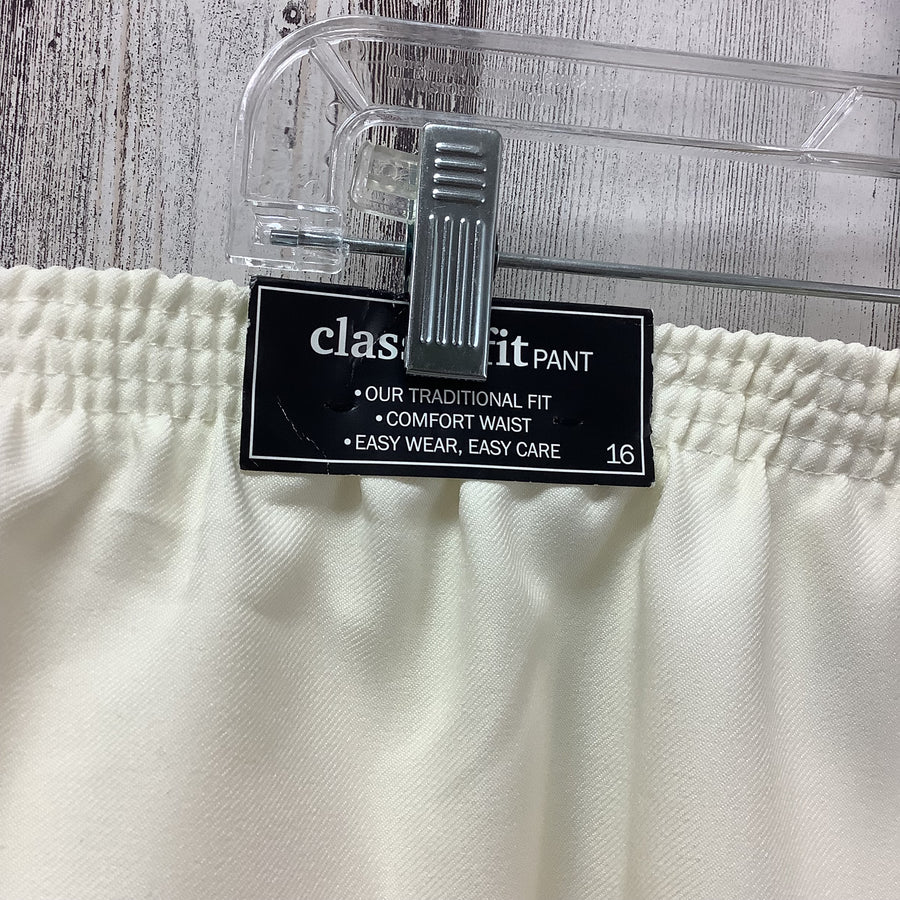 clas fit PANT
• OUR TRADITIONAL FIT
• COMFORT WAIST
• EASY WEAR, EASY CARE 16